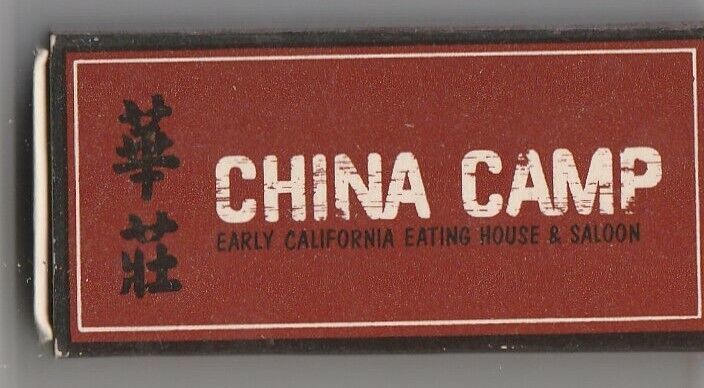 華莊
CHINA CAMP
EARLY CALIFORNIA EATING HOUSE & SALOON